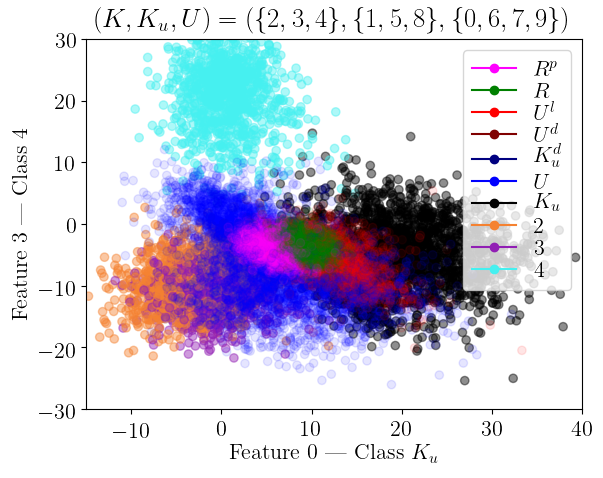 (K, K_u, U) = ({2, 3, 4}, {1, 5, 8}, {0, 6, 7, 9})
30
20
10
0
−10
−20
−30
Feature 3 — Class 4
−10 0 10 20 30 40
Feature 0 — Class K_u
R^p
R
U^l
U^d
K_u^d
U
K_u
2
3
4